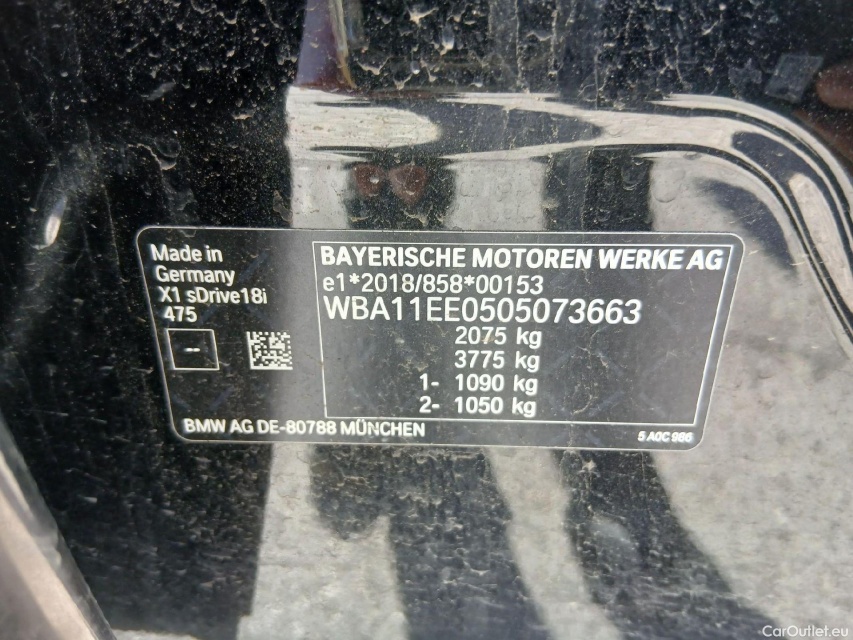 Made in
Germany
X1 sDrive18i
475
--
BAYERISCHE MOTOREN WERKE AG
e1*2018/858*00153
WBA11EE0505073663
2075 kg
3775 kg
1- 1090 kg
2- 1050 kg
BMW AG DE-80788 MÜNCHEN
5 A0C 986
CarOutlet.eu